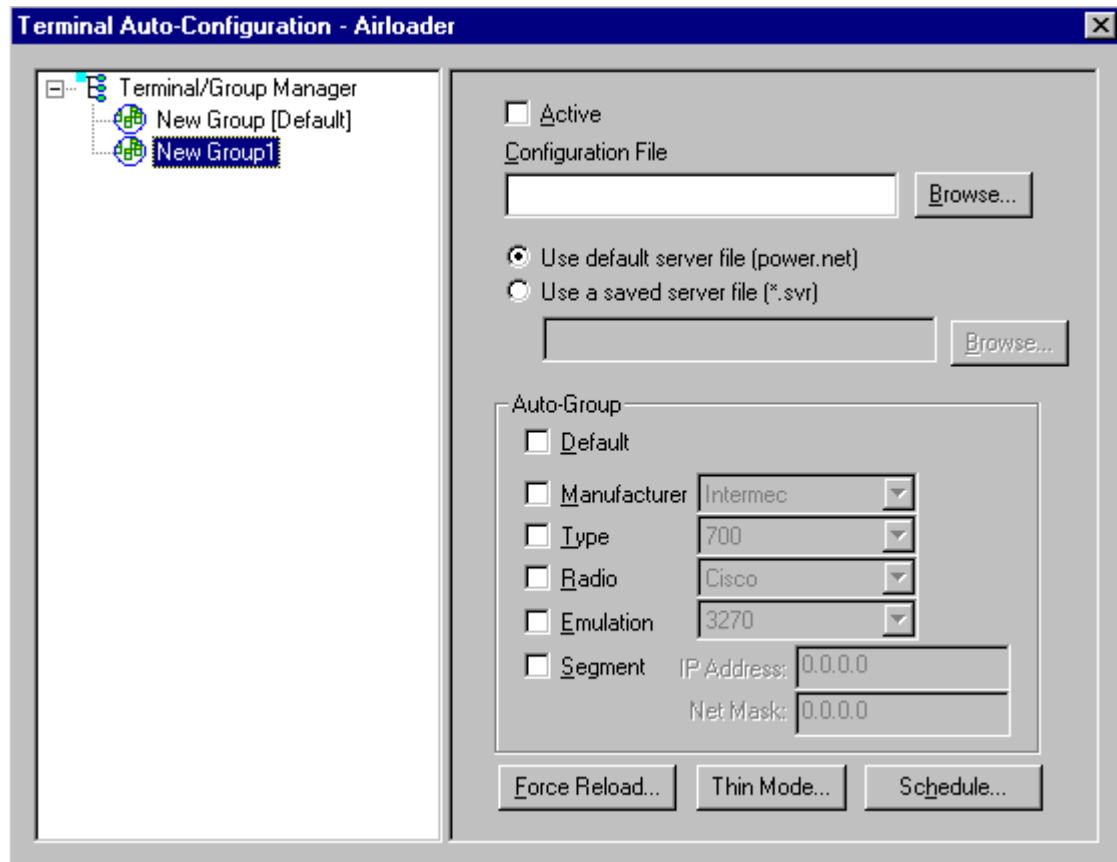 Terminal Auto-Configuration - Airloader
Terminal/Group Manager
New Group [Default]
New Group1
Active
Configuration File
Browse...
Use default server file (power.net)
Use a saved server file (*.svr)
Browse...
Auto-Group
Default
Manufacturer Intermec
Type 700
Radio Cisco
Emulation 3270
Segment IP Address: 0.0.0.0
Net Mask: 0.0.0.0
Force Reload... Thin Mode... Schedule...